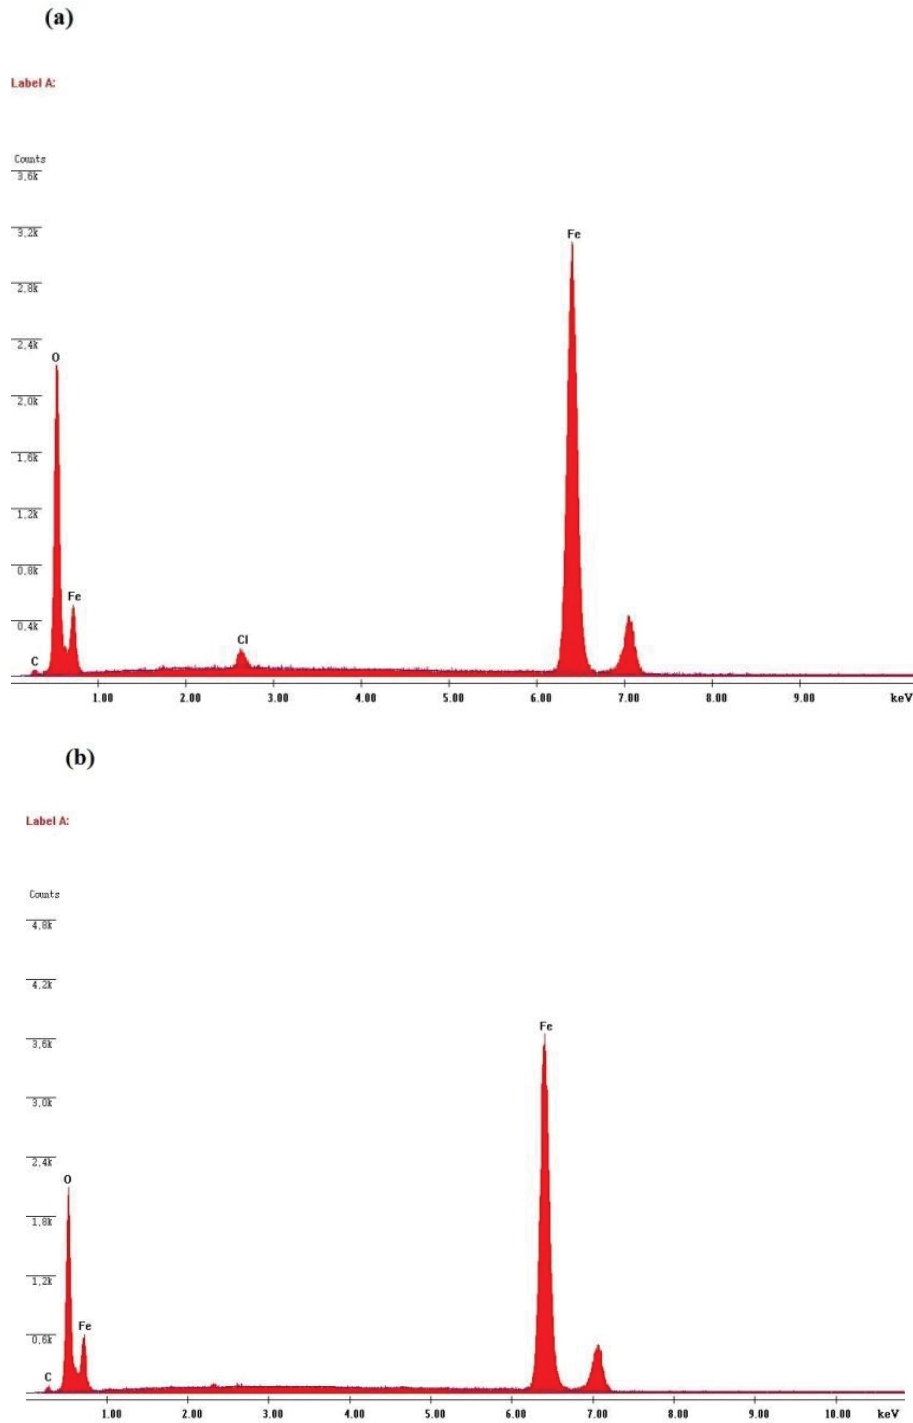 (a)
Label A:
Counts
3.6k
3.2k
Fe
2.8k
2.4k
O
2.0k
1.6k
1.2k
0.8k
Fe
0.4k
Cl
C
1.00 2.00 3.00 4.00 5.00 6.00 7.00 8.00 9.00 keV
(b)
Label A:
Counts
4.8k
4.2k
Fe
3.6k
3.0k
2.4k
O
1.8k
1.2k
Fe
0.6k
C
1.00 2.00 3.00 4.00 5.00 6.00 7.00 8.00 9.00 10.00 keV